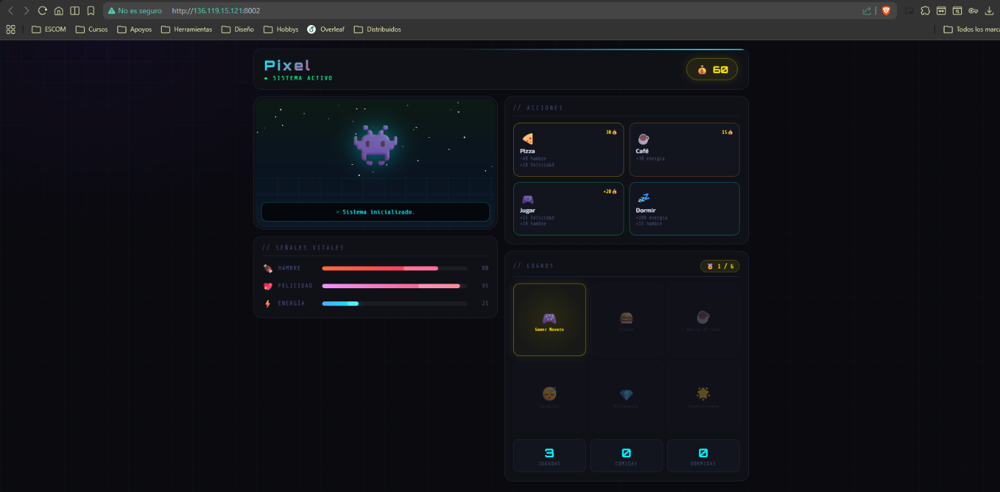 No es seguro http://136.119.15.121:8002
ESCOM Cursos Apoyos Herramientas Diseño Hobbys Overleaf Distribuidos Todos los marca
Pixel
● SISTEMA ACTIVO
60
> Sistema inicializado.
// SEÑALES VITALES
HAMBRE 80
FELICIDAD 95
ENERGÍA 25
// ACCIONES
30
Pizza
-40 hambre
+10 felicidad
15
Café
+30 energía
+20
Jugar
+15 felicidad
+10 hambre
Dormir
+100 energía
+15 hambre
// LOGROS
1 / 6
Gamer Novato
Adicto al Café
Dormilón
Millonario
3
JUGADAS
0
COMIDAS
0
DORMIDAS